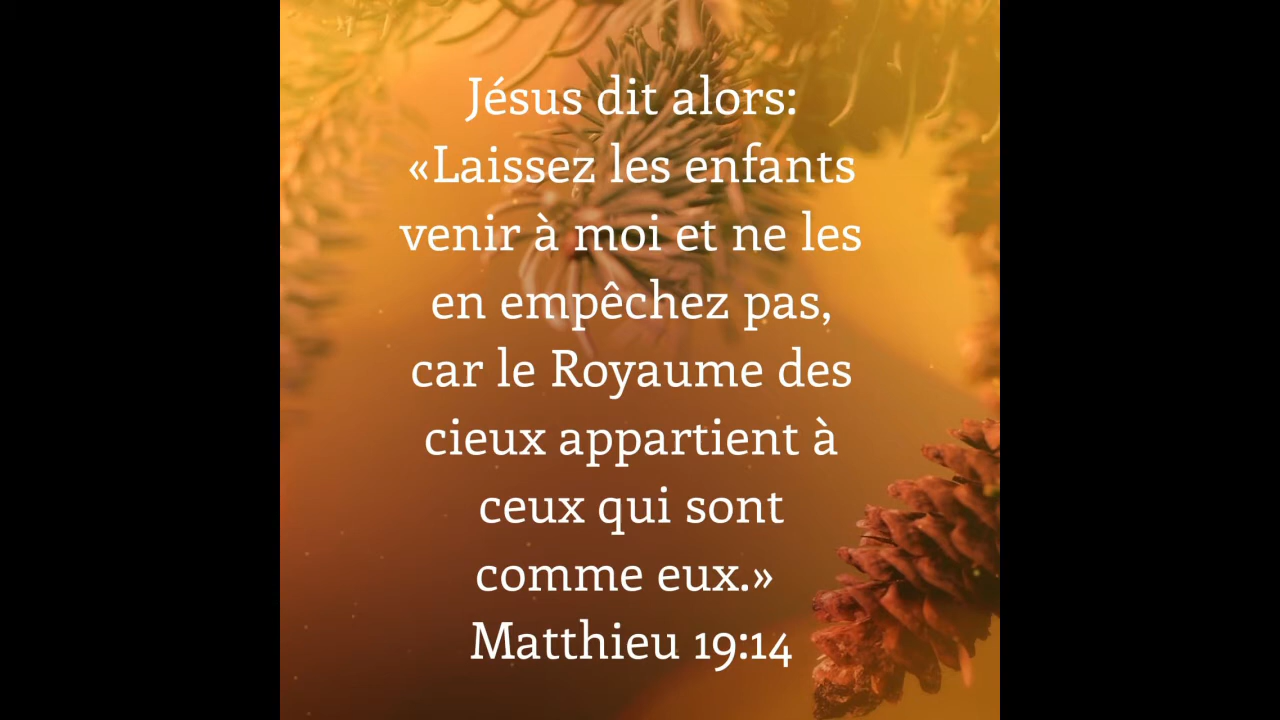 Jésus dit alors:
«Laissez les enfants
venir à moi et ne les
en empêchez pas,
car le Royaume des
cieux appartient à
ceux qui sont
comme eux.»
Matthieu 19:14